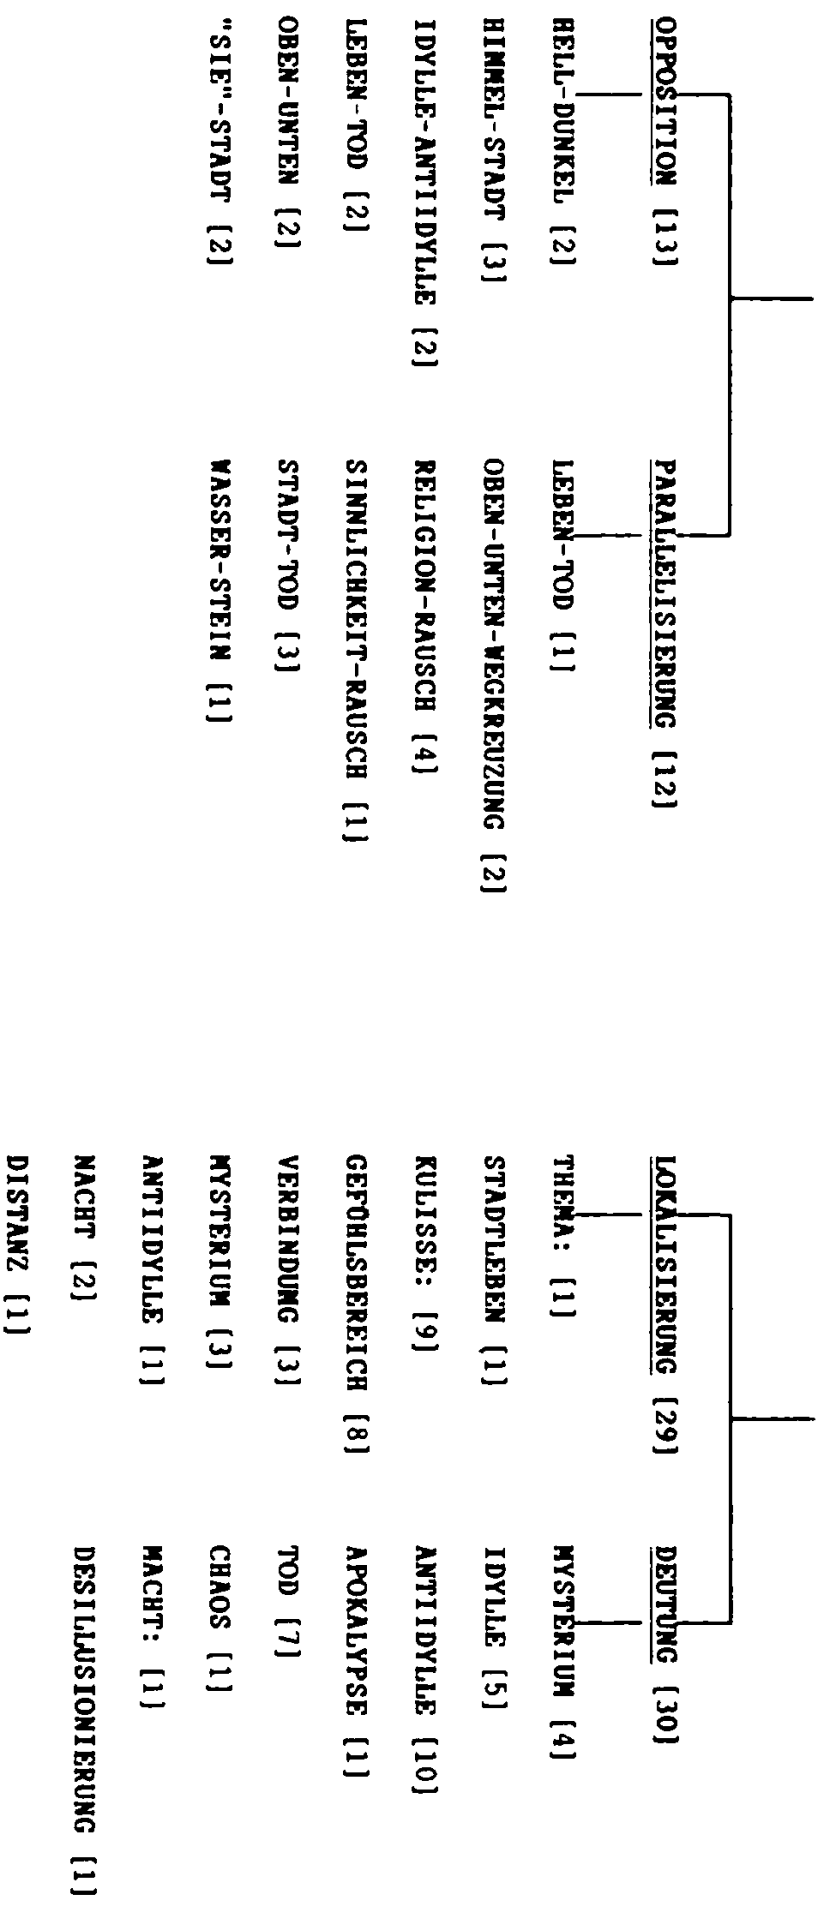 OPPOSITION [13]
HELL-DUNKEL [2]
HIMMEL-STADT [3]
IDYLLE-ANTIIDYLLE [2]
LEBEN-TOD [2]
OBEN-UNTEN [2]
"SIE"-STADT [2]
PARALLELISIERUNG [12]
LEBEN-TOD [1]
OBEN-UNTEN-WEGKREUZUNG [2]
RELIGION-RAUSCH [4]
SINNLICHKEIT-RAUSCH [1]
STADT-TOD [3]
WASSER-STEIN [1]
LOKALISIERUNG [29]
THEMA: [1]
STADTLEBEN [1]
KULISSE: [9]
GEFÜHLSBEREICH [8]
VERBINDUNG [3]
MYSTERIUM [3]
ANTIIDYLLE [1]
NACHT [2]
DISTANZ [1]
DEUTUNG [30]
MYSTERIUM [4]
IDYLLE [5]
ANTIIDYLLE [10]
APOKALYPSE [1]
TOD [7]
CHAOS [1]
MACHT: [1]
DESILLUSIONIERUNG [1]